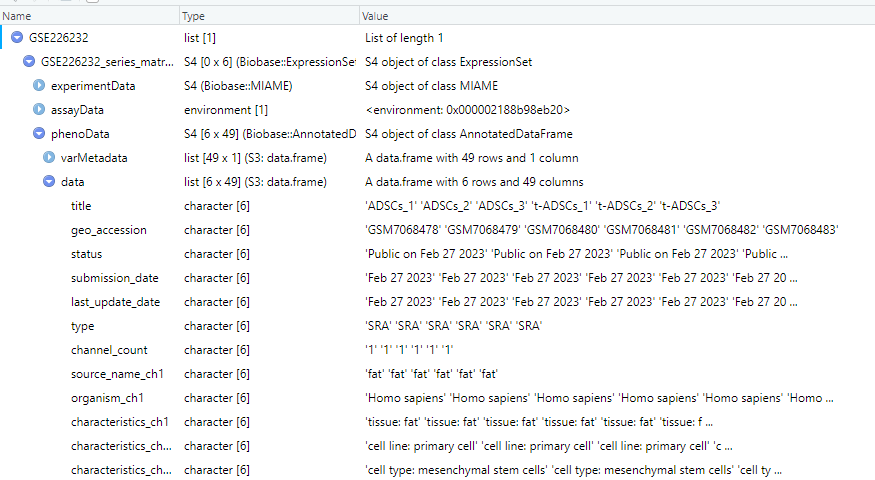 Name Type Value
GSE226232 list [1] List of length 1
GSE226232_series_matr... S4 [0 x 6] (Biobase::ExpressionSet S4 object of class ExpressionSet
experimentData S4 (Biobase::MIAME) S4 object of class MIAME
assayData environment [1] <environment: 0x000002188b98eb20>
phenoData S4 [6 x 49] (Biobase::AnnotatedD S4 object of class AnnotatedDataFrame
varMetadata list [49 x 1] (S3: data.frame) A data.frame with 49 rows and 1 column
data list [6 x 49] (S3: data.frame) A data.frame with 6 rows and 49 columns
title character [6] 'ADSCs_1' 'ADSCs_2' 'ADSCs_3' 't-ADSCs_1' 't-ADSCs_2' 't-ADSCs_3'
geo_accession character [6] 'GSM7068478' 'GSM7068479' 'GSM7068480' 'GSM7068481' 'GSM7068482' 'GSM7068483'
status character [6] 'Public on Feb 27 2023' 'Public on Feb 27 2023' 'Public on Feb 27 2023' 'Public ...
submission_date character [6] 'Feb 27 2023' 'Feb 27 2023' 'Feb 27 2023' 'Feb 27 2023' 'Feb 27 2023' 'Feb 27 20 ...
last_update_date character [6] 'Feb 27 2023' 'Feb 27 2023' 'Feb 27 2023' 'Feb 27 2023' 'Feb 27 2023' 'Feb 27 20 ...
type character [6] 'SRA' 'SRA' 'SRA' 'SRA' 'SRA' 'SRA'
channel_count character [6] '1' '1' '1' '1' '1' '1'
source_name_ch1 character [6] 'fat' 'fat' 'fat' 'fat' 'fat' 'fat'
organism_ch1 character [6] 'Homo sapiens' 'Homo sapiens' 'Homo sapiens' 'Homo sapiens' 'Homo sapiens' 'Homo ...
characteristics_ch1 character [6] 'tissue: fat' 'tissue: fat' 'tissue: fat' 'tissue: fat' 'tissue: fat' 'tissue: f ...
characteristics_ch... character [6] 'cell line: primary cell' 'cell line: primary cell' 'cell line: primary cell' 'c ...
characteristics_ch... character [6] 'cell type: mesenchymal stem cells' 'cell type: mesenchymal stem cells' 'cell ty ...